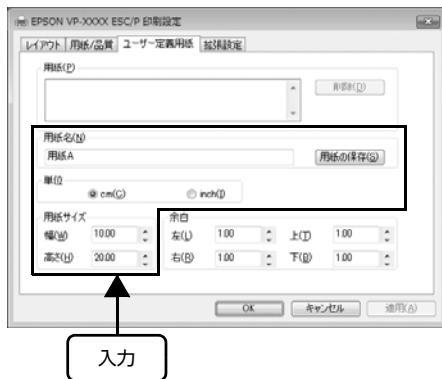 EPSON VP-XXXX ESC/P 印刷設定
レイアウト 用紙/品質 ユーザー定義用紙 拡張設定
用紙(P)
削除(D)
用紙名(N)
用紙A 用紙の保存(S)
単位
cm(C) inch(I)
用紙サイズ 余白
幅(W) 10.00 左(L) 1.00 上(T) 1.00
高さ(H) 20.00 右(R) 1.00 下(B) 1.00
OK キャンセル 適用(A)
入力